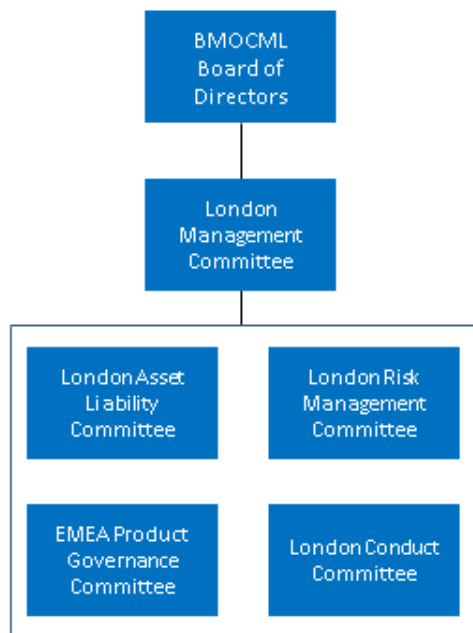 BMOCML
Board of
Directors
London
Management
Committee
London Asset
Liability
Committee
London Risk
Management
Committee
EMEA Product
Governance
Committee
London Conduct
Committee